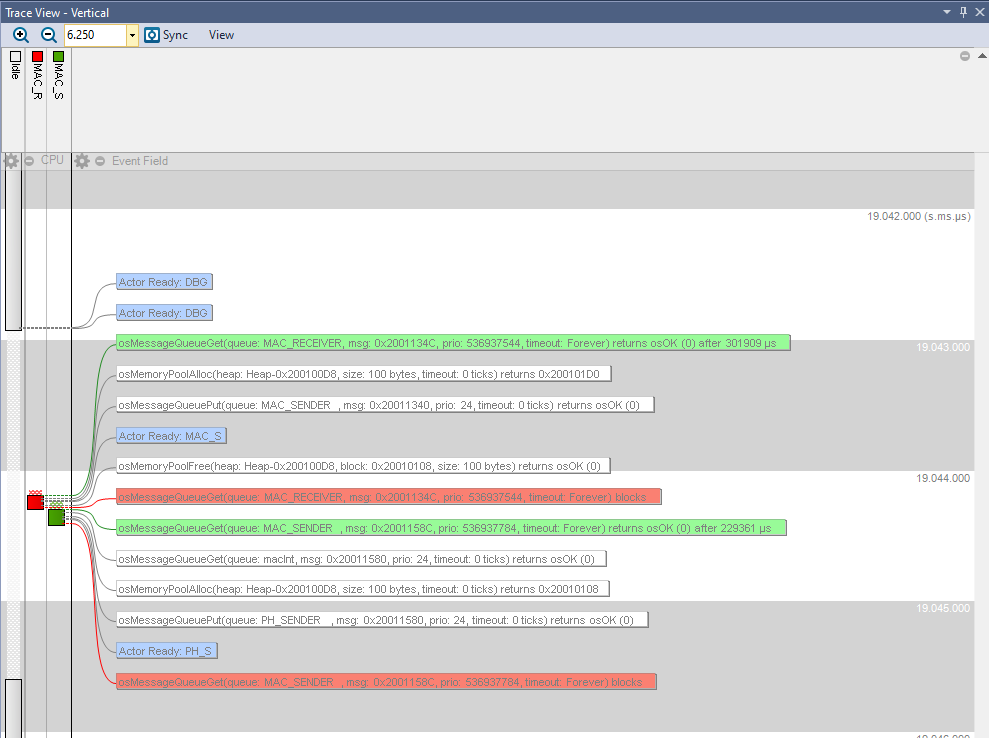 Trace View - Vertical
6.250
Sync
View
Idle
MAC_R
MAC_S
CPU
Event Field
19.042.000 (s.ms.µs)
Actor Ready: DBG
Actor Ready: DBG
osMessageQueueGet(queue: MAC_RECEIVER, msg: 0x2001134C, prio: 536937544, timeout: Forever) returns osOK (0) after 301909 µs
19.043.000
osMemoryPoolAlloc(heap: Heap-0x200100D8, size: 100 bytes, timeout: 0 ticks) returns 0x200101D0
osMessageQueuePut(queue: MAC_SENDER , msg: 0x20011340, prio: 24, timeout: 0 ticks) returns osOK (0)
Actor Ready: MAC_S
osMemoryPoolFree(heap: Heap-0x200100D8, block: 0x20010108, size: 100 bytes) returns osOK (0)
19.044.000
osMessageQueueGet(queue: MAC_RECEIVER, msg: 0x2001134C, prio: 536937544, timeout: Forever) blocks
osMessageQueueGet(queue: MAC_SENDER , msg: 0x2001158C, prio: 536937784, timeout: Forever) returns osOK (0) after 229361 µs
osMessageQueueGet(queue: macInt, msg: 0x20011580, prio: 24, timeout: 0 ticks) returns osOK (0)
osMemoryPoolAlloc(heap: Heap-0x200100D8, size: 100 bytes, timeout: 0 ticks) returns 0x20010108
19.045.000
osMessageQueuePut(queue: PH_SENDER , msg: 0x20011580, prio: 24, timeout: 0 ticks) returns osOK (0)
Actor Ready: PH_S
osMessageQueueGet(queue: MAC_SENDER , msg: 0x2001158C, prio: 536937784, timeout: Forever) blocks